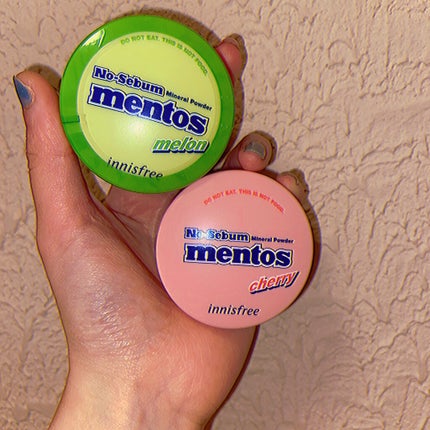 DO NOT EAT. THIS IS NOT FOOD.
No-Sebum Mineral Powder
mentos
melon
innisfree
DO NOT EAT. THIS IS NOT FOOD.
No-Sebum Mineral Powder
mentos
cherry
innisfree